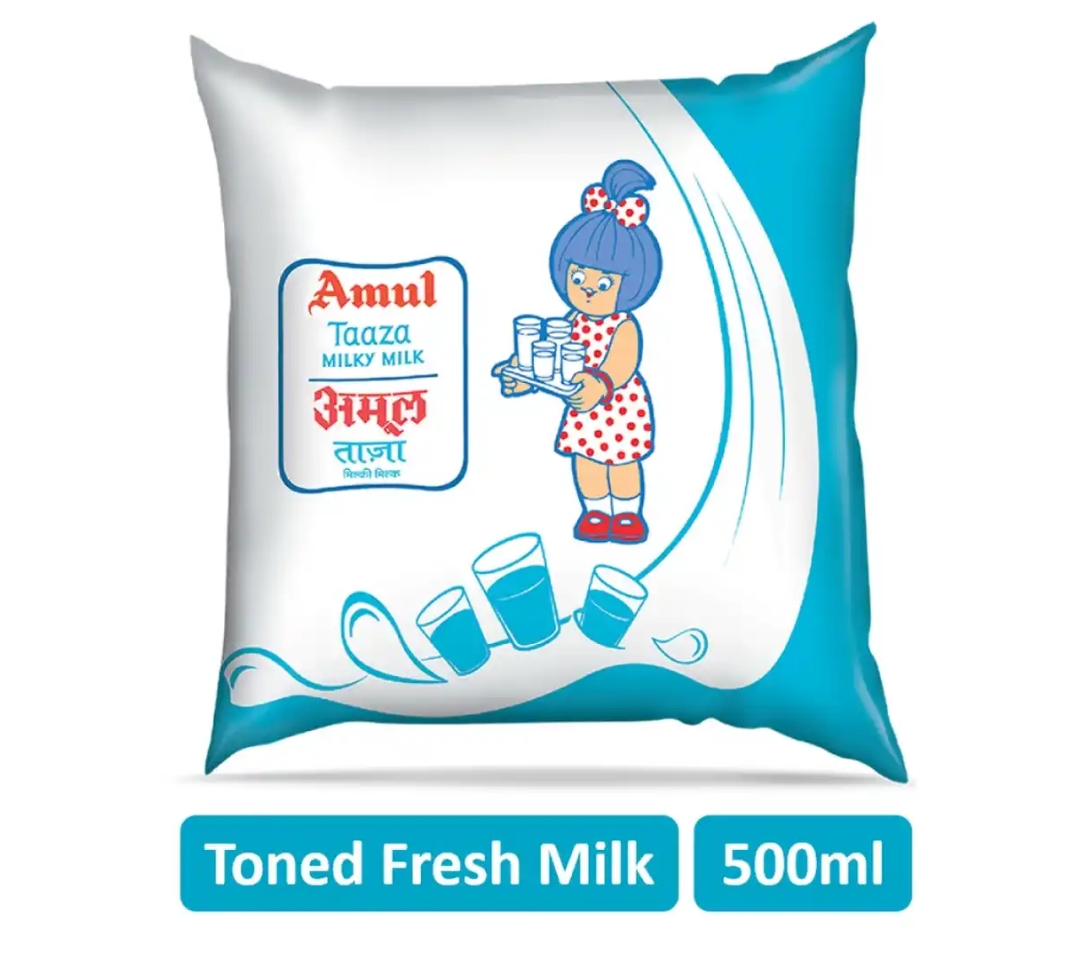 Amul
Taaza
MILKY MILK
अमूल
ताज़ा
मिल्की मिल्क
Toned Fresh Milk
500ml